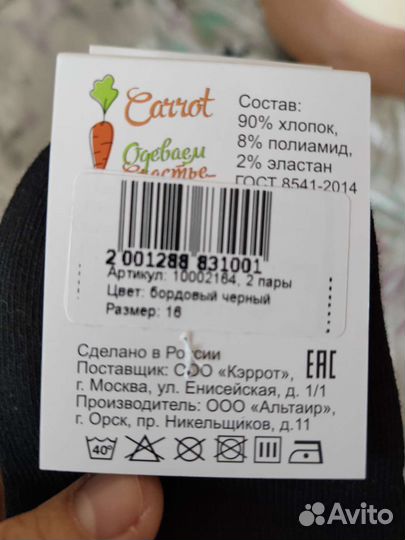 Carrot
Одеваем
Счастье
Состав:
90% хлопок,
8% полиамид,
2% эластан
ГОСТ 8541-2014
2 001288 831001
Артикул: 10002184, 2 пары
Цвет: бордовый черный
Размер: 16
Сделано в России
Поставщик: ООО «Кэррот»,
г. Москва, ул. Енисейская, д. 1/1
Производитель: ООО «Альтаир»,
г. Орск, пр. Никельщиков, д.11
EAC
40°
Avito